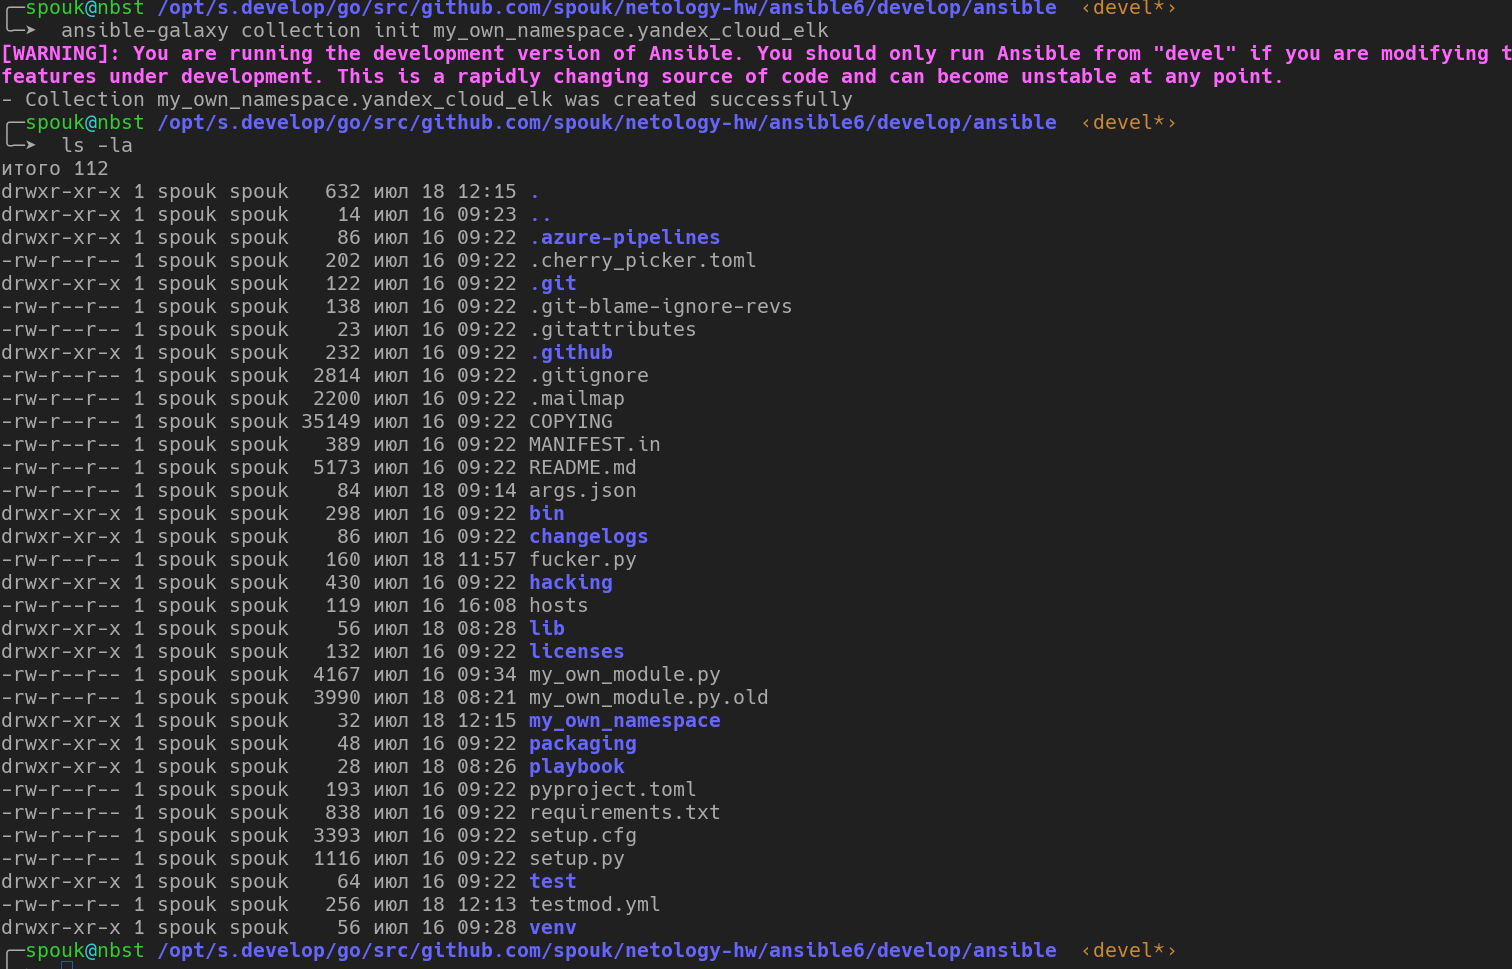 spouk@nbst /opt/s.develop/go/src/github.com/spouk/netology-hw/ansible6/develop/ansible ‹devel*›
ansible-galaxy collection init my_own_namespace.yandex_cloud_elk
[WARNING]: You are running the development version of Ansible. You should only run Ansible from "devel" if you are modifying t
features under development. This is a rapidly changing source of code and can become unstable at any point.
- Collection my_own_namespace.yandex_cloud_elk was created successfully
spouk@nbst /opt/s.develop/go/src/github.com/spouk/netology-hw/ansible6/develop/ansible ‹devel*›
ls -la
итого 112
drwxr-xr-x 1 spouk spouk   632 июл 18 12:15 .
drwxr-xr-x 1 spouk spouk    14 июл 16 09:23 ..
drwxr-xr-x 1 spouk spouk    86 июл 16 09:22 .azure-pipelines
-rw-r--r-- 1 spouk spouk   202 июл 16 09:22 .cherry_picker.toml
drwxr-xr-x 1 spouk spouk   122 июл 16 09:22 .git
-rw-r--r-- 1 spouk spouk   138 июл 16 09:22 .git-blame-ignore-revs
-rw-r--r-- 1 spouk spouk    23 июл 16 09:22 .gitattributes
drwxr-xr-x 1 spouk spouk   232 июл 16 09:22 .github
-rw-r--r-- 1 spouk spouk  2814 июл 16 09:22 .gitignore
-rw-r--r-- 1 spouk spouk  2200 июл 16 09:22 .mailmap
-rw-r--r-- 1 spouk spouk 35149 июл 16 09:22 COPYING
-rw-r--r-- 1 spouk spouk   389 июл 16 09:22 MANIFEST.in
-rw-r--r-- 1 spouk spouk  5173 июл 16 09:22 README.md
-rw-r--r-- 1 spouk spouk    84 июл 18 09:14 args.json
drwxr-xr-x 1 spouk spouk   298 июл 16 09:22 bin
drwxr-xr-x 1 spouk spouk    86 июл 16 09:22 changelogs
-rw-r--r-- 1 spouk spouk   160 июл 18 11:57 fucker.py
drwxr-xr-x 1 spouk spouk   430 июл 16 09:22 hacking
-rw-r--r-- 1 spouk spouk   119 июл 16 16:08 hosts
drwxr-xr-x 1 spouk spouk    56 июл 18 08:28 lib
drwxr-xr-x 1 spouk spouk   132 июл 16 09:22 licenses
-rw-r--r-- 1 spouk spouk  4167 июл 16 09:34 my_own_module.py
-rw-r--r-- 1 spouk spouk  3990 июл 18 08:21 my_own_module.py.old
drwxr-xr-x 1 spouk spouk    32 июл 18 12:15 my_own_namespace
drwxr-xr-x 1 spouk spouk    48 июл 16 09:22 packaging
drwxr-xr-x 1 spouk spouk    28 июл 18 08:26 playbook
-rw-r--r-- 1 spouk spouk   193 июл 16 09:22 pyproject.toml
-rw-r--r-- 1 spouk spouk   838 июл 16 09:22 requirements.txt
-rw-r--r-- 1 spouk spouk  3393 июл 16 09:22 setup.cfg
-rw-r--r-- 1 spouk spouk  1116 июл 16 09:22 setup.py
drwxr-xr-x 1 spouk spouk    64 июл 16 09:22 test
-rw-r--r-- 1 spouk spouk   256 июл 18 12:13 testmod.yml
drwxr-xr-x 1 spouk spouk    56 июл 16 09:28 venv
spouk@nbst /opt/s.develop/go/src/github.com/spouk/netology-hw/ansible6/develop/ansible ‹devel*›